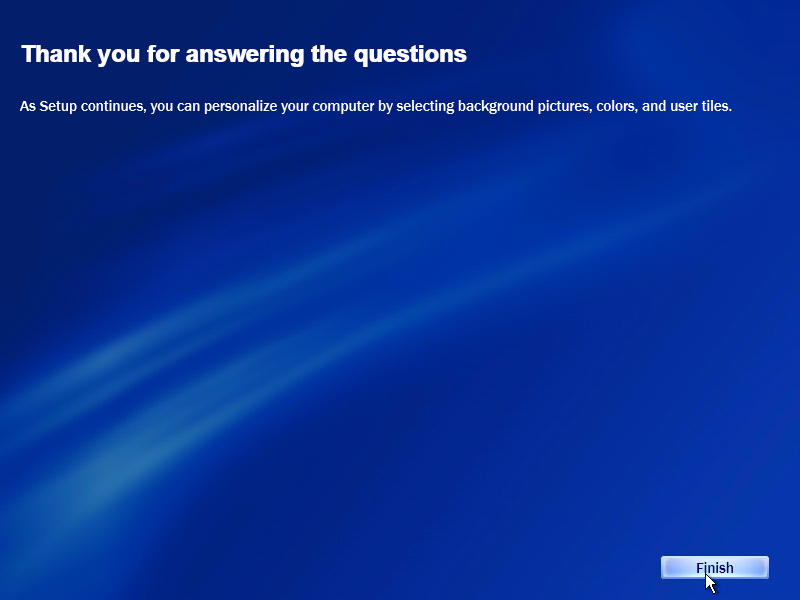 Thank you for answering the questions
As Setup continues, you can personalize your computer by selecting background pictures, colors, and user tiles.
Finish